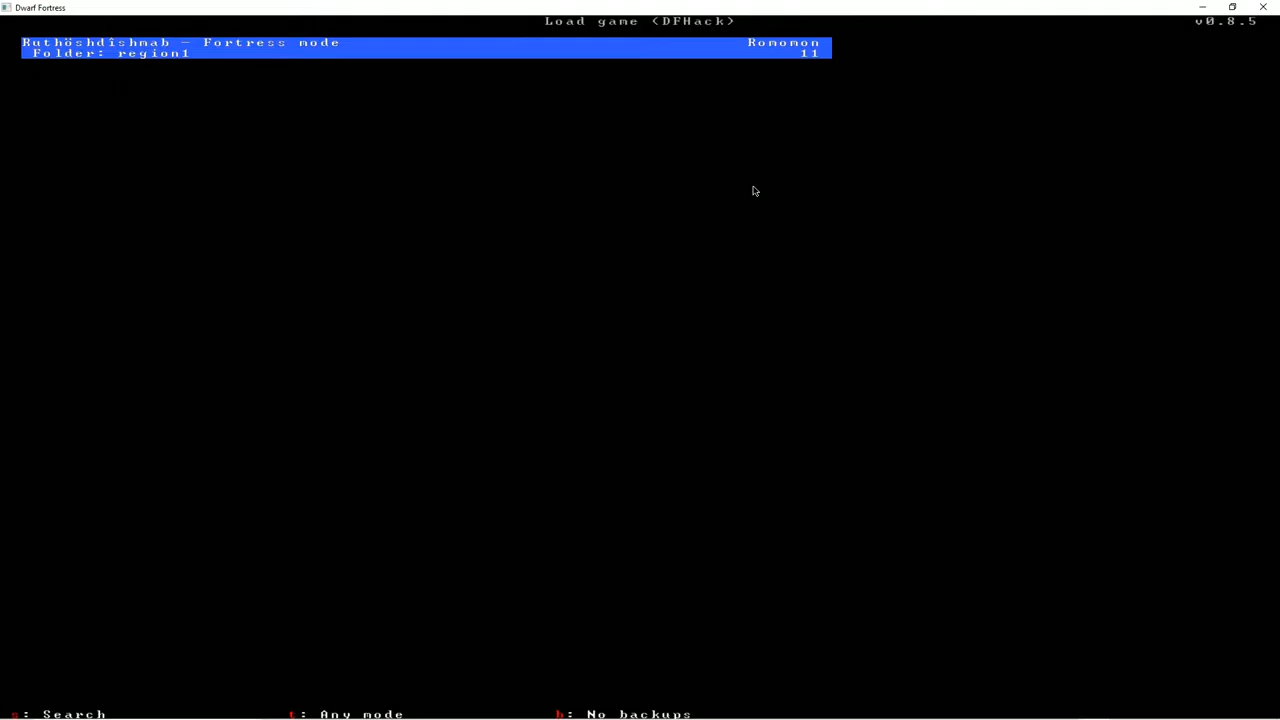 Dwarf Fortress
Load game (DFHack) v0.8.5
Ruthöshdîshmab - Fortress mode Romomon
Folder: region1 11
s: Search t: Any mode b: No backups